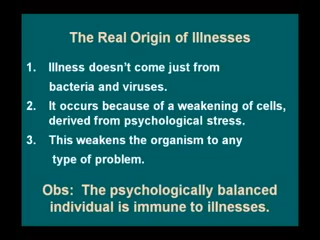 The Real Origin of Illnesses
1. Illness doesn't come just from
bacteria and viruses.
2. It occurs because of a weakening of cells,
derived from psychological stress.
3. This weakens the organism to any
type of problem.
Obs: The psychologically balanced
individual is immune to illnesses.